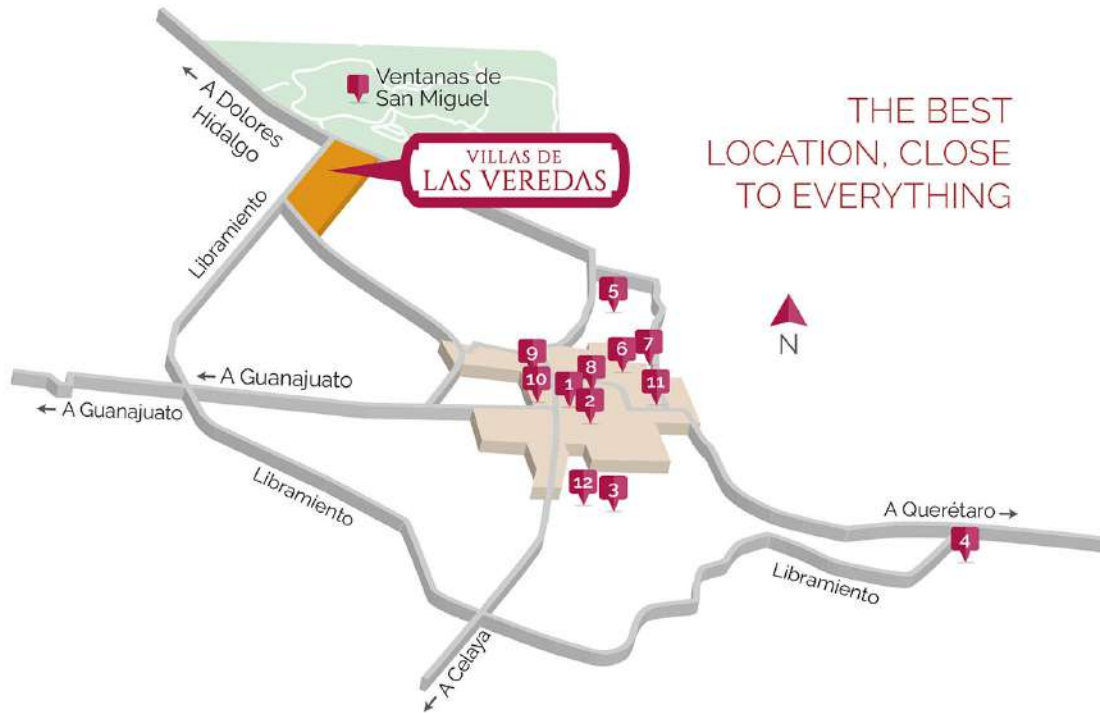 Ventanas de
San Miguel
← A Dolores
Hidalgo
VILLAS DE
LAS VEREDAS
THE BEST
LOCATION, CLOSE
TO EVERYTHING
Libramiento
5
N
9
6
7
8
10
1
11
2
← A Guanajuato
← A Guanajuato
Libramiento
12
3
A Querétaro →
4
Libramiento
← A Celaya